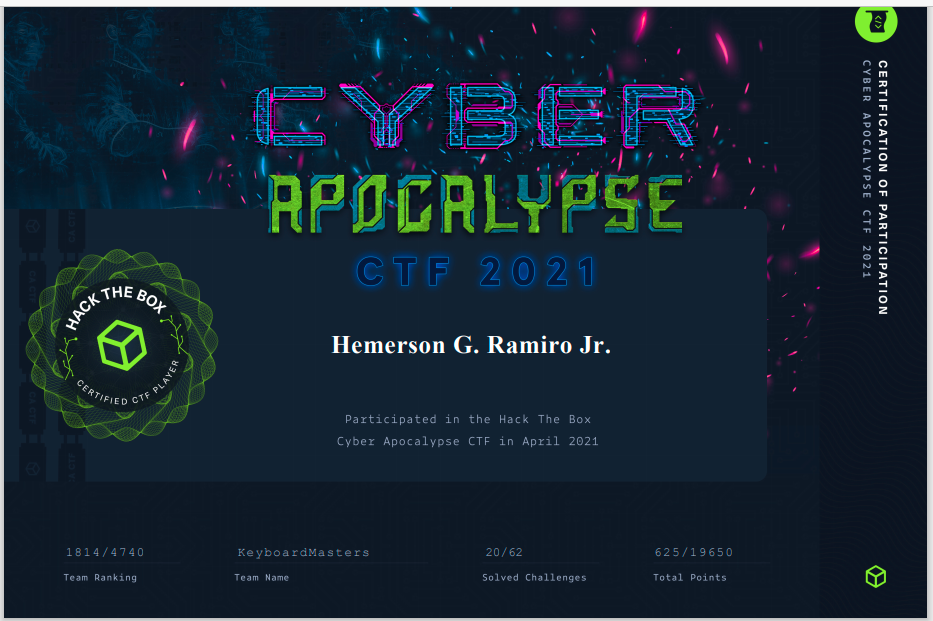 CYBER
APOCALYPSE
CTF 2021
HACK THE BOX
CERTIFIED CTF PLAYER
Hemerson G. Ramiro Jr.
Participated in the Hack The Box
Cyber Apocalypse CTF in April 2021
1814/4740
Team Ranking
KeyboardMasters
Team Name
20/62
Solved Challenges
625/19650
Total Points
CERTIFICATION OF PARTICIPATION
CYBER APOCALYPSE CTF 2021